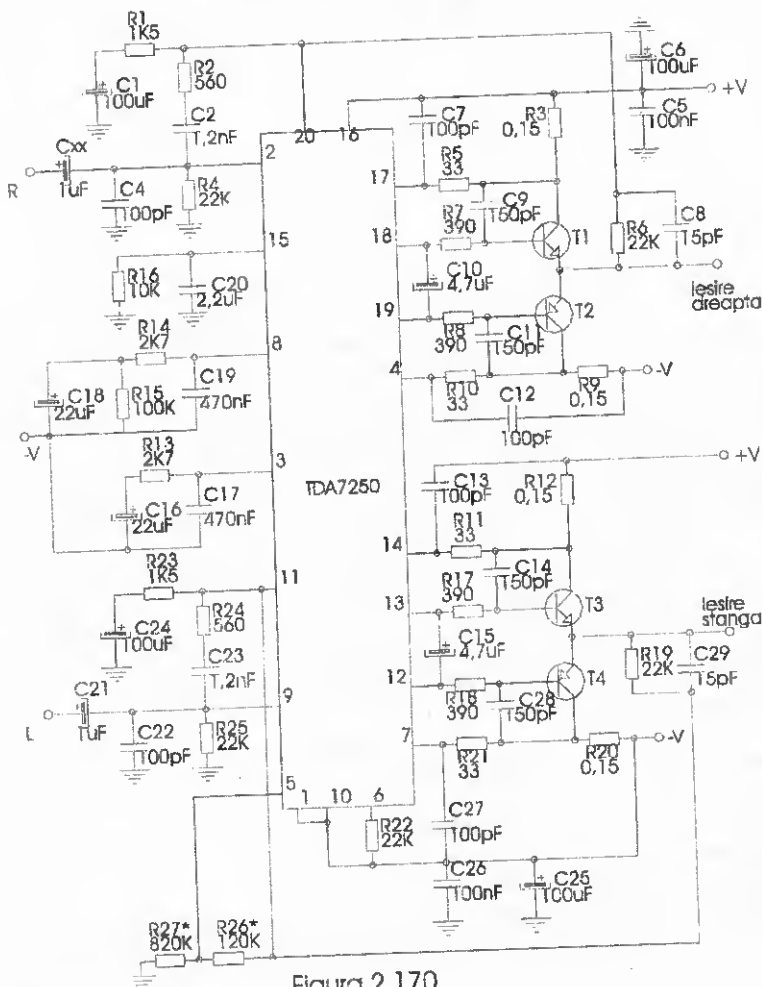 R1
1K5
C1
100uF
R2
560
C2
1,2nF
Cxx
1uF
R
C4
100pF
R4
22K
2
20
16
C7
100pF
R3
0,15
C6
100uF
+V
C5
100nF
17
R5
33
C9
150pF
18
R7
390
T1
R6
22K
C8
15pF
15
R16
10K
C20
2,2uF
C10
4,7uF
Iesire
dreapta
19
R8
390
C11
150pF
T2
R14
2K7
8
C18
22uF
R15
100K
C19
470nF
4
R10
33
R9
0,15
-V
C12
100pF
-V
R13
2K7
3
C16
22uF
C17
470nF
TDA7250
C13
100pF
R12
0,15
+V
14
R11
33
C14
150pF
R23
1K5
11
C24
100uF
R24
560
C23
1,2nF
13
R17
390
T3
Iesire
stanga
C15
4,7uF
R19
22K
C29
15pF
C21
1uF
L
9
C22
100pF
R25
22K
12
R18
390
C28
150pF
T4
7
R21
33
R20
0,15
-V
5
1
10
6
R22
22K
C27
100pF
C26
100nF
C25
100uF
R27*
820K
R26*
120K
Figura 2.170